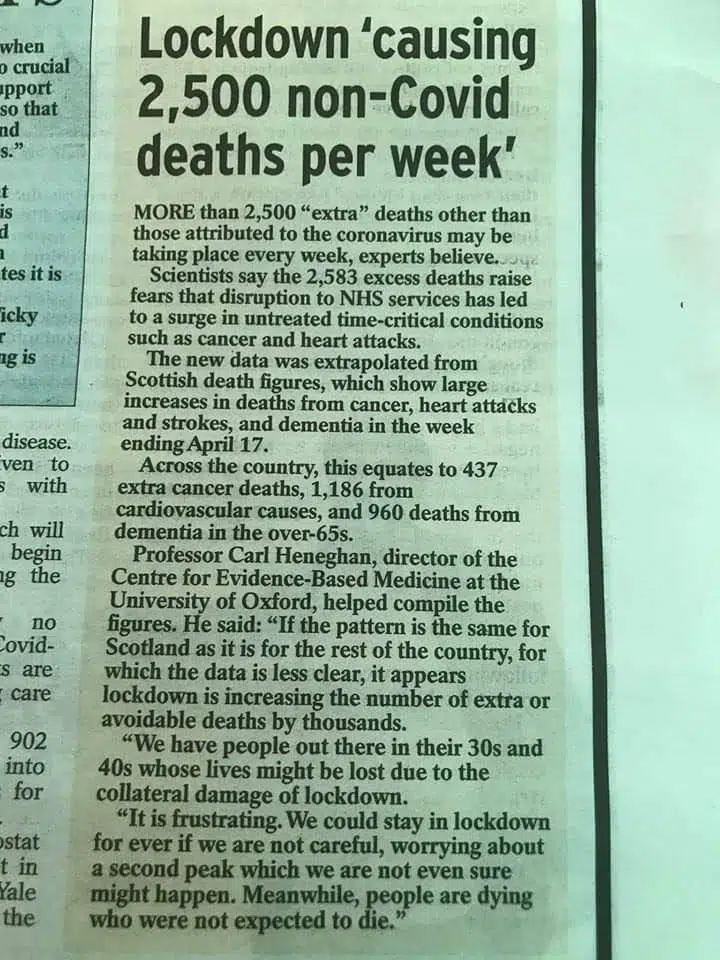 when
crucial
upport
so that
nd
s.”
t
is
d
tes it is
icky
r
ng is
disease.
ven to
s with
ch will
begin
ng the
no
Covid-
s are
care
902
into
for
ostat
t in
Yale
the
Lockdown ‘causing
2,500 non-Covid
deaths per week’
MORE than 2,500 “extra” deaths other than
those attributed to the coronavirus may be
taking place every week, experts believe.
Scientists say the 2,583 excess deaths raise
fears that disruption to NHS services has led
to a surge in untreated time-critical conditions
such as cancer and heart attacks.
The new data was extrapolated from
Scottish death figures, which show large
increases in deaths from cancer, heart attacks
and strokes, and dementia in the week
ending April 17.
Across the country, this equates to 437
extra cancer deaths, 1,186 from
cardiovascular causes, and 960 deaths from
dementia in the over-65s.
Professor Carl Heneghan, director of the
Centre for Evidence-Based Medicine at the
University of Oxford, helped compile the
figures. He said: “If the pattern is the same for
Scotland as it is for the rest of the country, for
which the data is less clear, it appears
lockdown is increasing the number of extra or
avoidable deaths by thousands.
“We have people out there in their 30s and
40s whose lives might be lost due to the
collateral damage of lockdown.
“It is frustrating. We could stay in lockdown
for ever if we are not careful, worrying about
a second peak which we are not even sure
might happen. Meanwhile, people are dying
who were not expected to die.”